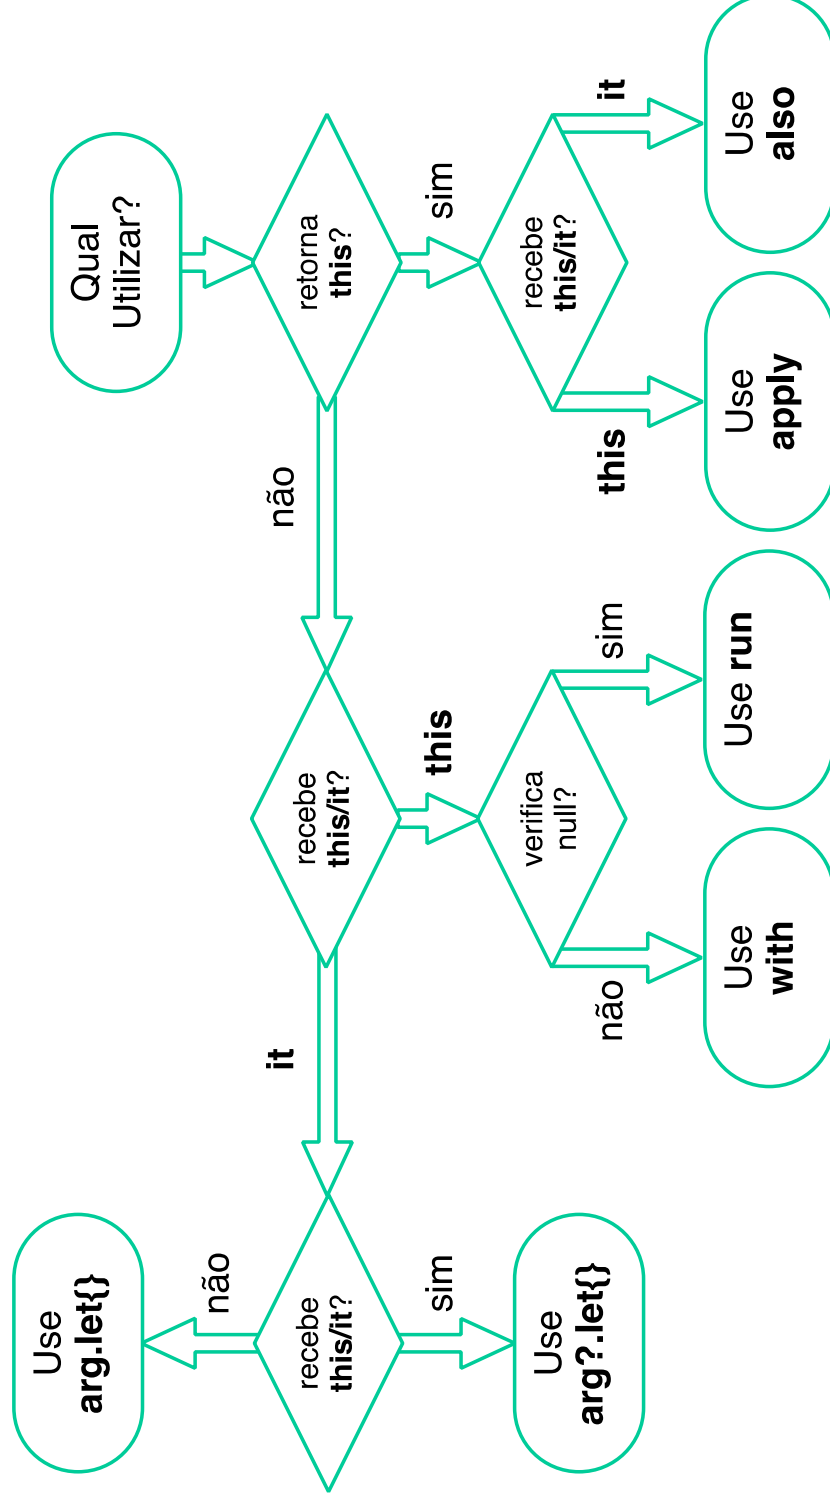 Qual
Utilizar?
retorna
this?
sim
recebe
this/it?
it
Use
also
this
Use
apply
não
recebe
this/it?
this
verifica
null?
sim
Use run
não
Use
with
it
recebe
this/it?
não
Use
arg.let{}
sim
Use
arg?.let{}